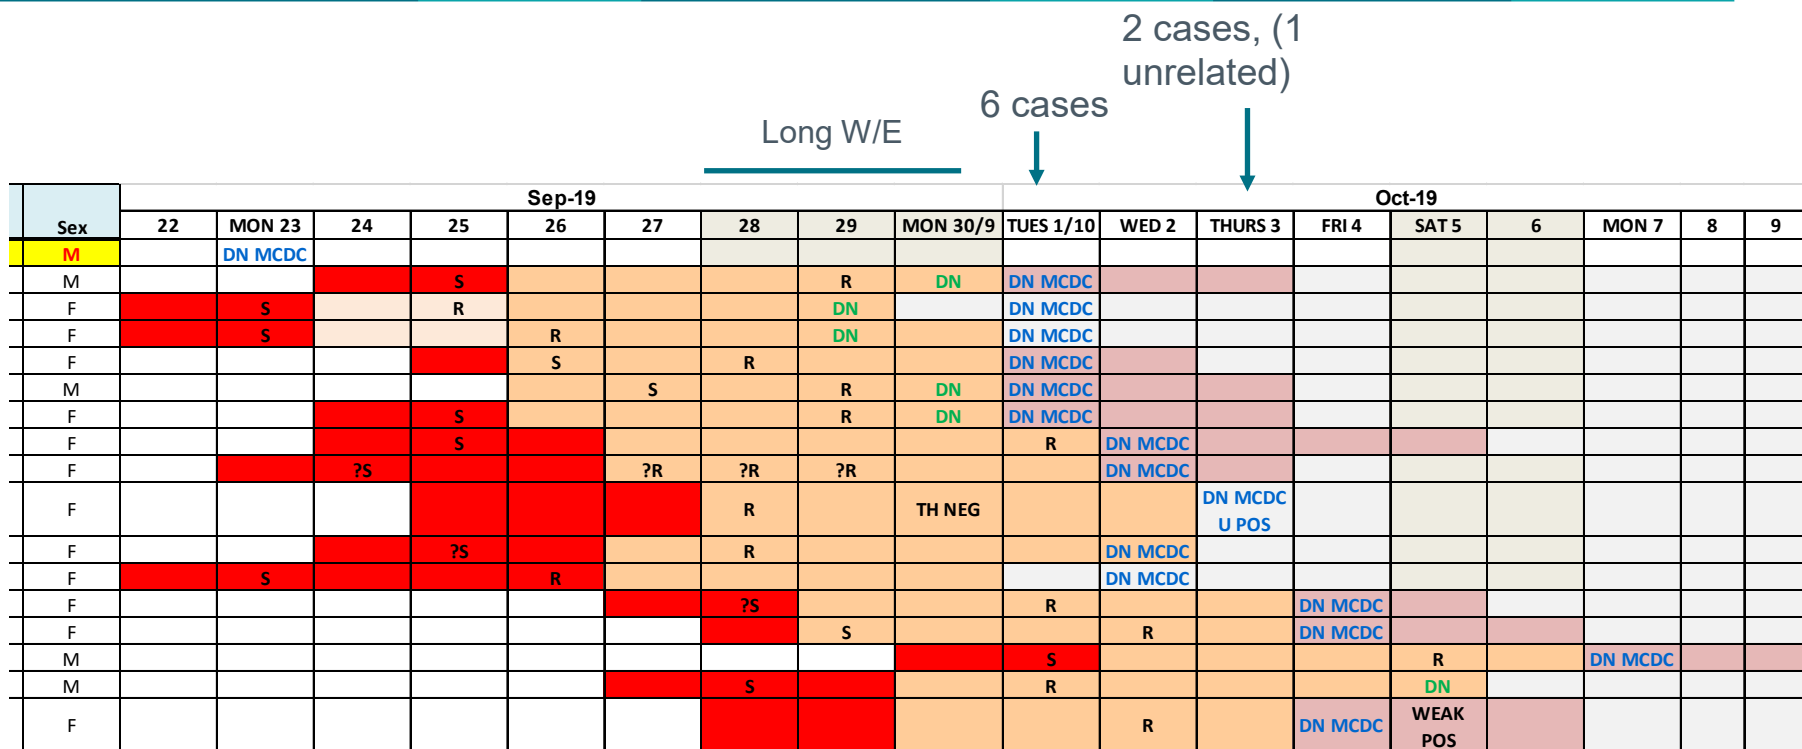 2 cases, (1
unrelated)
6 cases
Long W/E
Sep-19 Oct-19
Sex 22 MON 23 24 25 26 27 28 29 MON 30/9 TUES 1/10 WED 2 THURS 3 FRI 4 SAT 5 6 MON 7 8 9
M DN MCDC
M S R DN DN MCDC
F S R DN DN MCDC
F S R DN DN MCDC
F S R DN MCDC
M S R DN DN MCDC
F S R DN DN MCDC
F S R DN MCDC
F ?S ?R ?R ?R DN MCDC
F R TH NEG DN MCDC
U POS
F ?S R DN MCDC
F S R DN MCDC
F ?S R DN MCDC
F S R DN MCDC
M S R DN MCDC
M S R DN
F R DN MCDC WEAK
POS